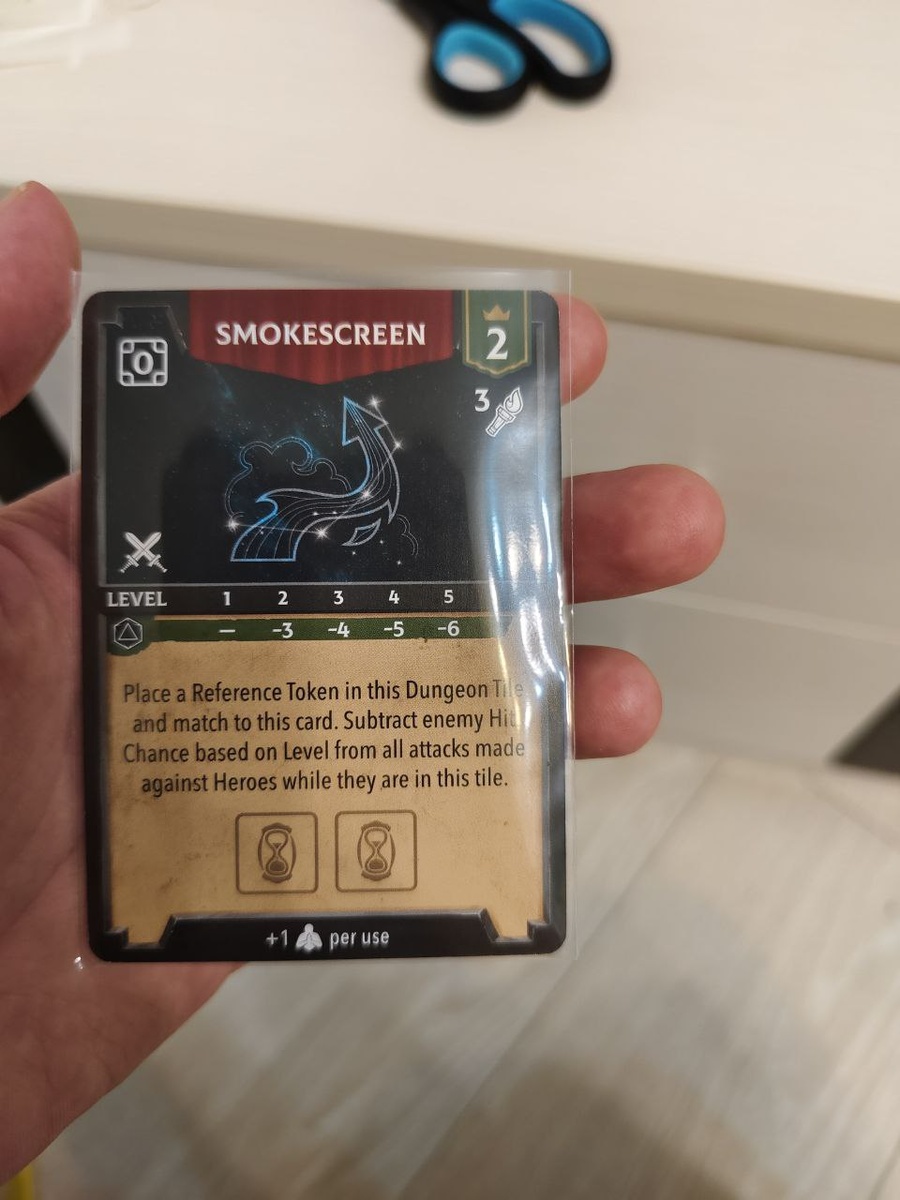 SMOKESCREEN
2
0
3
LEVEL 1 2 3 4 5
— -3 -4 -5 -6
Place a Reference Token in this Dungeon Tile
and match to this card. Subtract enemy Hit
Chance based on Level from all attacks made
against Heroes while they are in this tile.
+1 per use